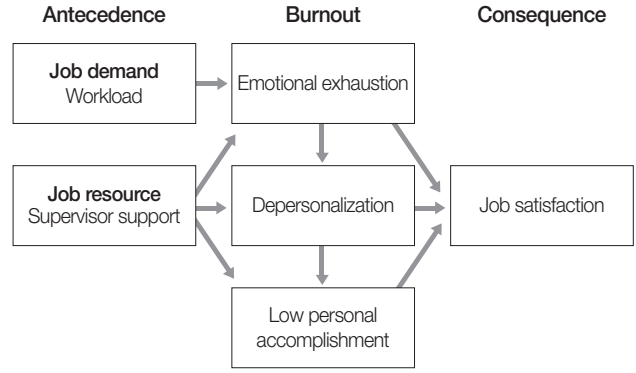 Antecedence
Burnout
Consequence
Job demand
Workload
Emotional exhaustion
Job resource
Supervisor support
Depersonalization
Job satisfaction
Low personal
accomplishment